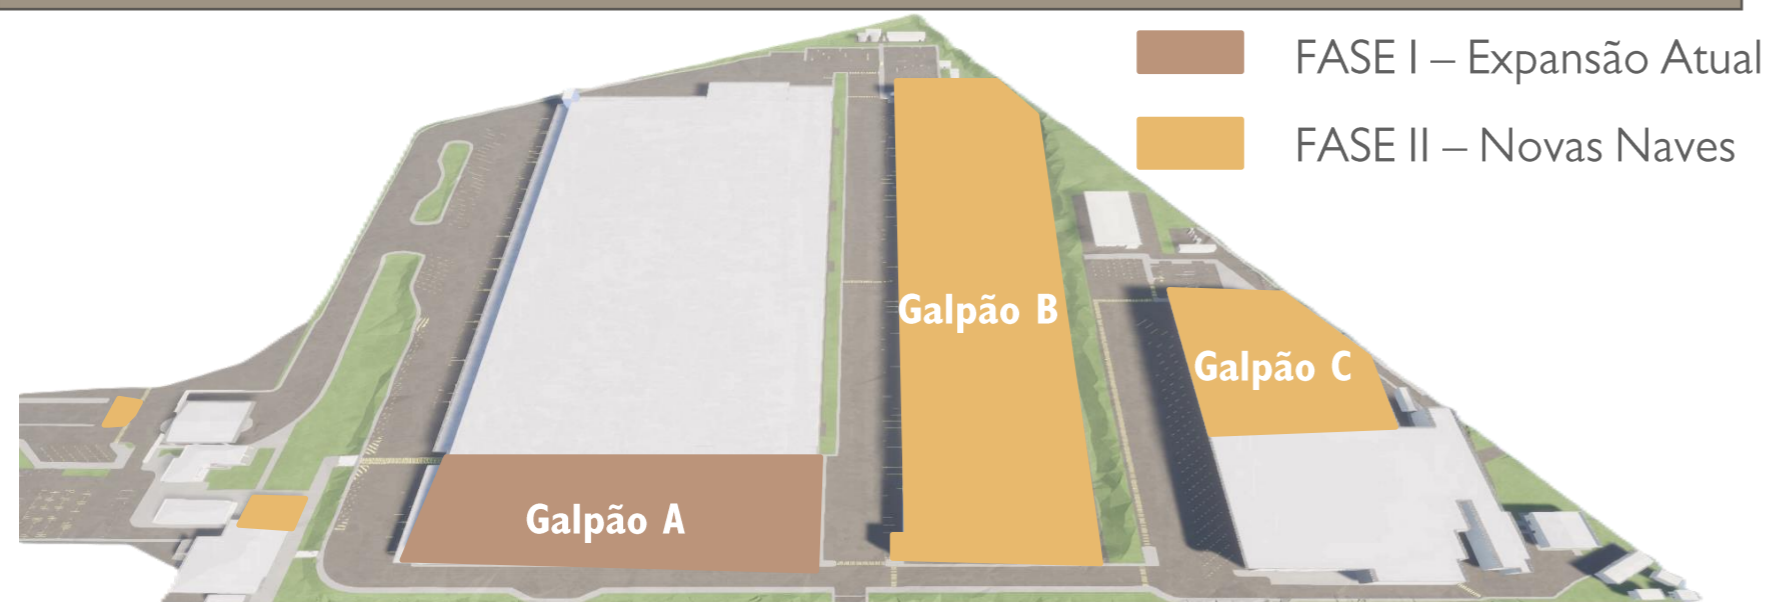 FASE I – Expansão Atual
FASE II – Novas Naves
Galpão B
Galpão C
Galpão A